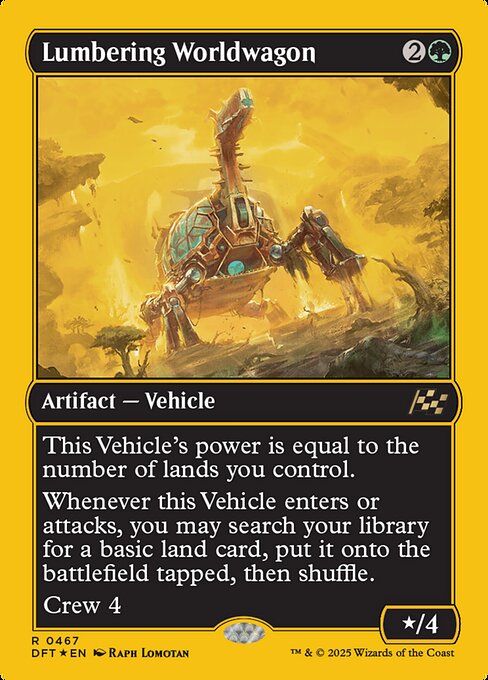 Lumbering Worldwagon 2
Artifact — Vehicle
This Vehicle's power is equal to the
number of lands you control.
Whenever this Vehicle enters or
attacks, you may search your library
for a basic land card, put it onto the
battlefield tapped, then shuffle.
Crew 4
★/4
R 0467
DFT★EN Raph Lomotan
™ & © 2025 Wizards of the Coast